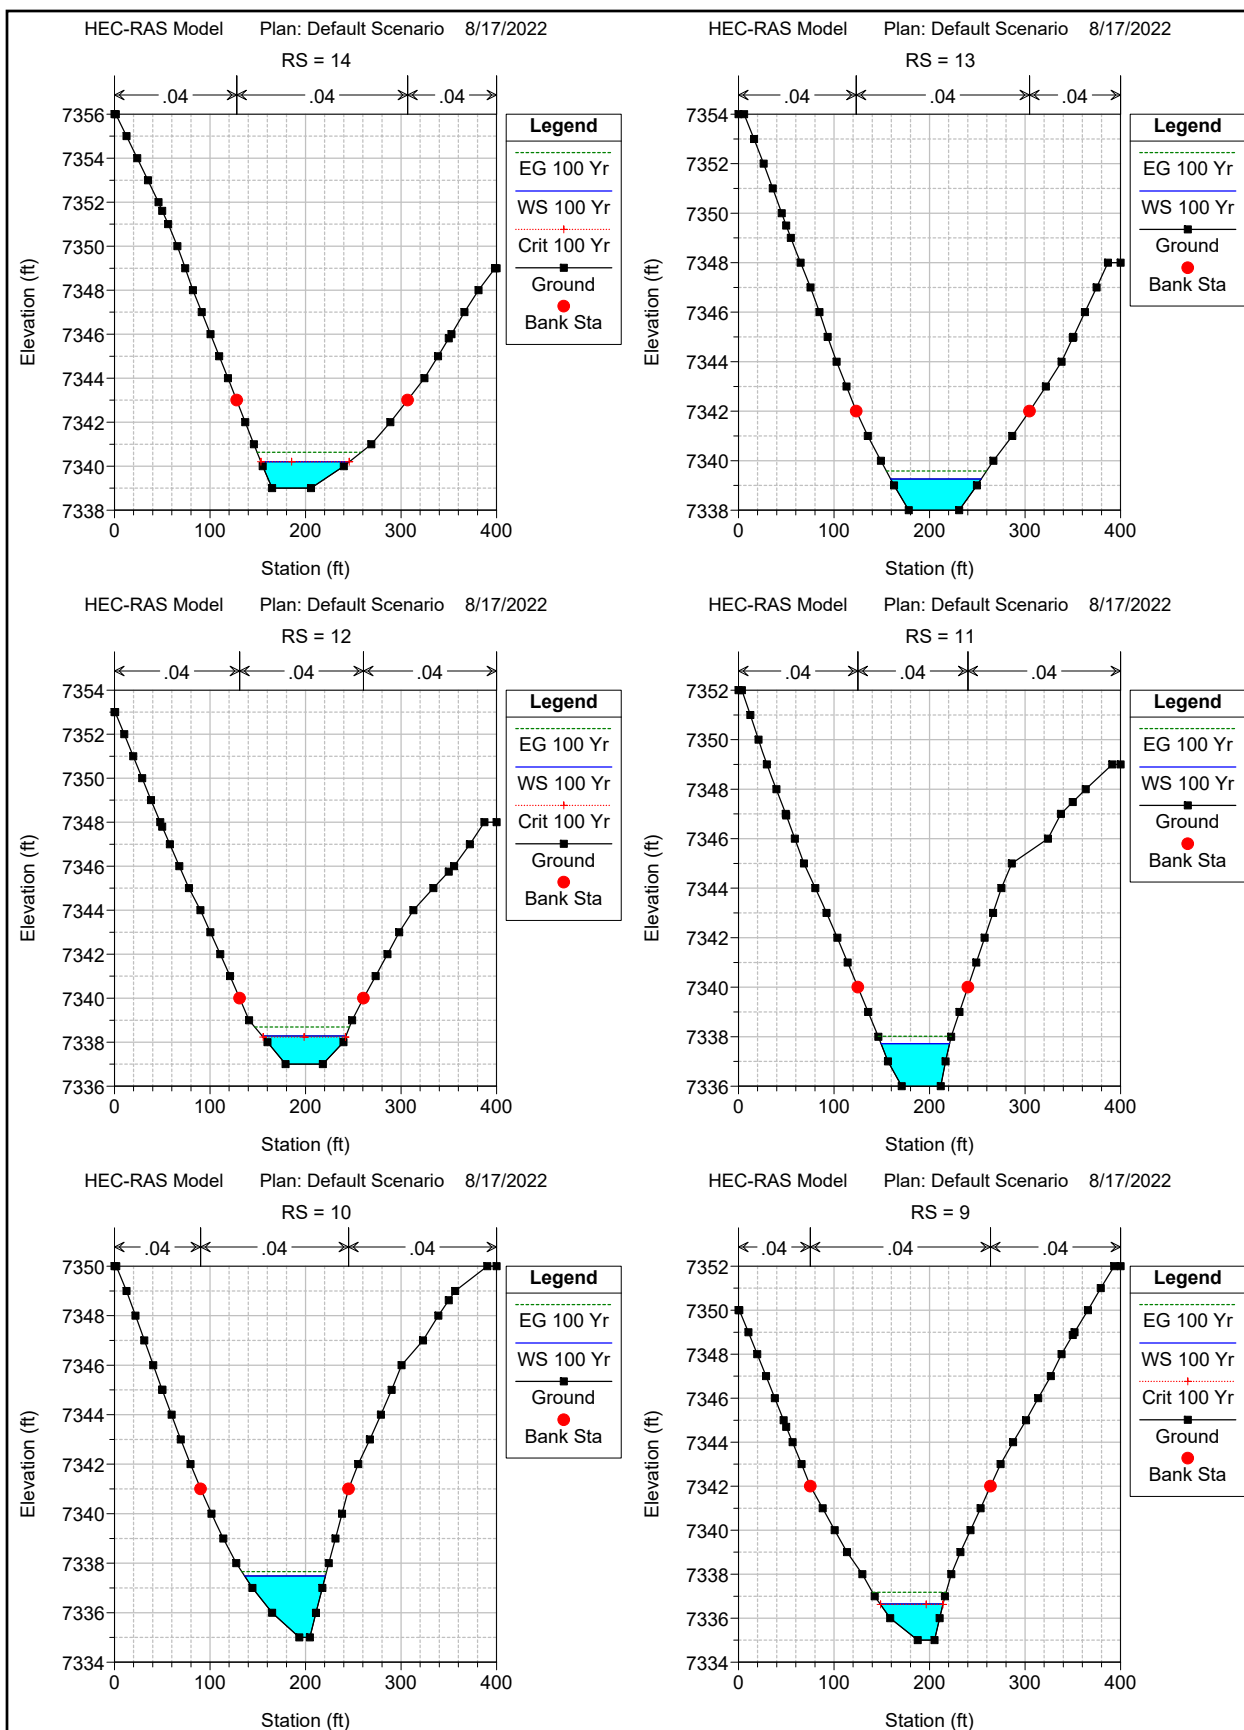 HEC-RAS Model Plan: Default Scenario 8/17/2022
RS = 14
.04 .04 .04
7356
7354
7352
7350
7348
7346
7344
7342
7340
7338
Elevation (ft)
0 100 200 300 400
Station (ft)
Legend
EG 100 Yr
WS 100 Yr
Crit 100 Yr
Ground
Bank Sta
HEC-RAS Model Plan: Default Scenario 8/17/2022
RS = 13
.04 .04 .04
7354
7352
7350
7348
7346
7344
7342
7340
7338
Elevation (ft)
0 100 200 300 400
Station (ft)
Legend
EG 100 Yr
WS 100 Yr
Ground
Bank Sta
HEC-RAS Model Plan: Default Scenario 8/17/2022
RS = 12
.04 .04 .04
7354
7352
7350
7348
7346
7344
7342
7340
7338
7336
Elevation (ft)
0 100 200 300 400
Station (ft)
Legend
EG 100 Yr
WS 100 Yr
Crit 100 Yr
Ground
Bank Sta
HEC-RAS Model Plan: Default Scenario 8/17/2022
RS = 11
.04 .04 .04
7352
7350
7348
7346
7344
7342
7340
7338
7336
Elevation (ft)
0 100 200 300 400
Station (ft)
Legend
EG 100 Yr
WS 100 Yr
Ground
Bank Sta
HEC-RAS Model Plan: Default Scenario 8/17/2022
RS = 10
.04 .04 .04
7350
7348
7346
7344
7342
7340
7338
7336
7334
Elevation (ft)
0 100 200 300 400
Station (ft)
Legend
EG 100 Yr
WS 100 Yr
Ground
Bank Sta
HEC-RAS Model Plan: Default Scenario 8/17/2022
RS = 9
.04 .04 .04
7352
7350
7348
7346
7344
7342
7340
7338
7336
7334
Elevation (ft)
0 100 200 300 400
Station (ft)
Legend
EG 100 Yr
WS 100 Yr
Crit 100 Yr
Ground
Bank Sta